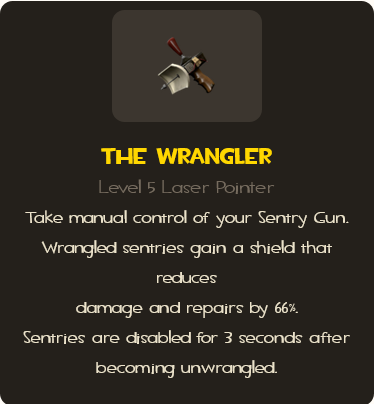 THE WRANGLER
Level 5 Laser Pointer
Take manual control of your Sentry Gun.
Wrangled sentries gain a shield that
reduces
damage and repairs by 66%.
Sentries are disabled for 3 seconds after
becoming unwrangled.